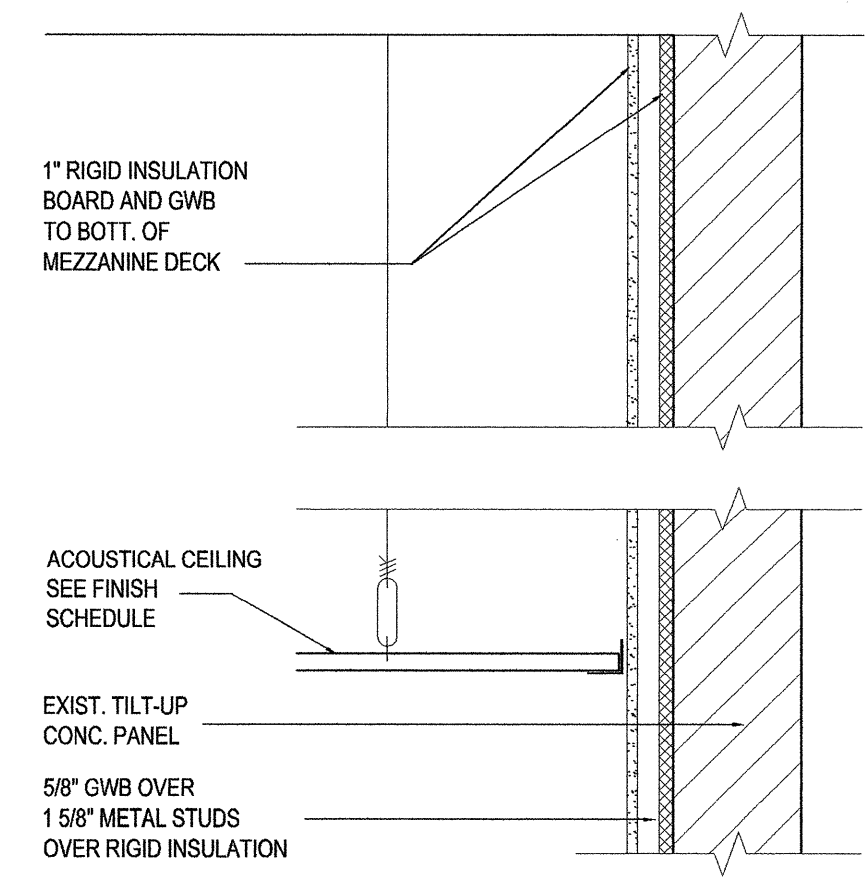 1" RIGID INSULATION
BOARD AND GWB
TO BOTT. OF
MEZZANINE DECK
ACOUSTICAL CEILING
SEE FINISH
SCHEDULE
EXIST. TILT-UP
CONC. PANEL
5/8" GWB OVER
1 5/8" METAL STUDS
OVER RIGID INSULATION